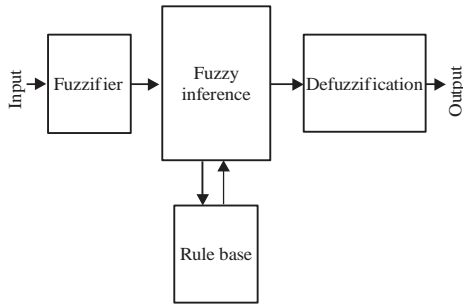 Input
Fuzzifier
Fuzzy
inference
Defuzzification
Output
Rule base